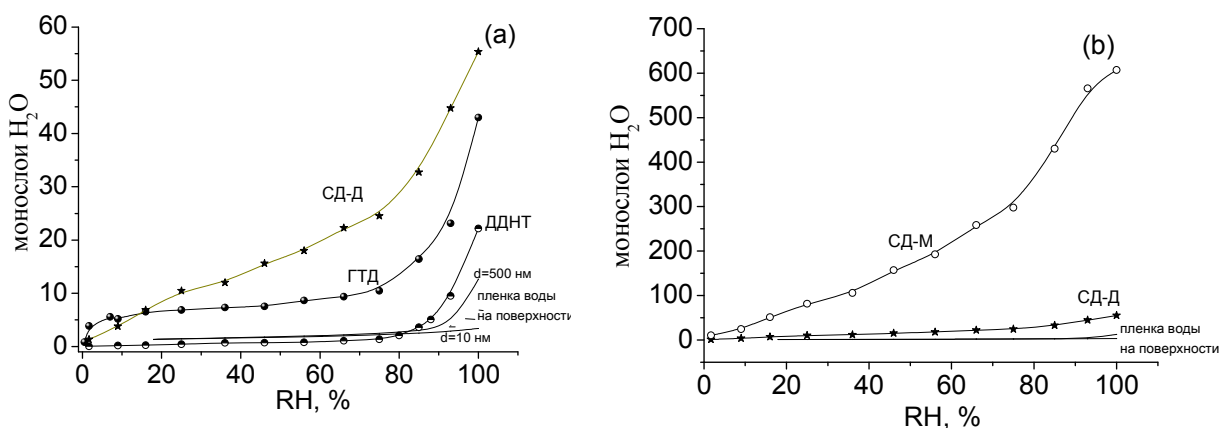 (a)
монослои H2O
60
50
40
30
20
10
0
СД-Д
ГТД
ДДНТ
d=500 нм
пленка воды
на поверхности
d=10 нм
0 20 40 60 80 100
RH, %
(b)
монослои H2O
700
600
500
400
300
200
100
0
СД-М
СД-Д
пленка воды
на поверхности
0 20 40 60 80 100
RH, %